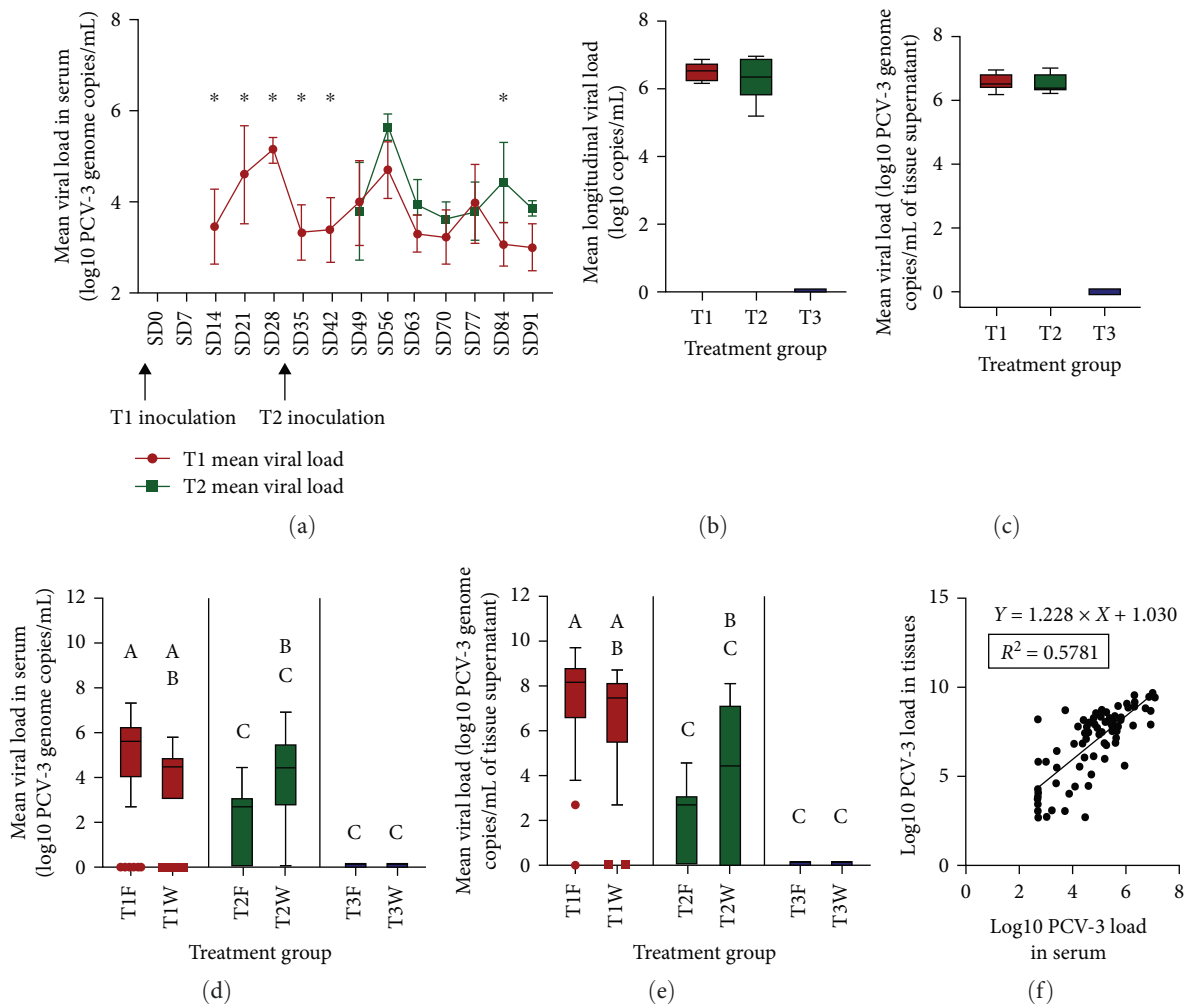 Mean viral load in serum
(log10 PCV-3 genome copies/mL)
8
6
4
2
* * * * * *
SD0
SD7
SD14
SD21
SD28
SD35
SD42
SD49
SD56
SD63
SD70
SD77
SD84
SD91
T1 inoculation
T2 inoculation
T1 mean viral load
T2 mean viral load
(a)
Mean longitudinal viral load
(log10 copies/mL)
8
6
4
2
0
T1 T2 T3
Treatment group
(b)
Mean viral load (log10 PCV-3 genome
copies/mL of tissue supernatant)
8
6
4
2
0
T1 T2 T3
Treatment group
(c)
Mean viral load in serum
(log10 PCV-3 genome copies/mL)
12
10
8
6
4
2
0
A
A
B
C
B
C
C
C
T1F
T1W
T2F
T2W
T3F
T3W
Treatment group
(d)
Mean viral load (log10 PCV-3 genome
copies/mL of tissue supernatant)
12
10
8
6
4
2
0
A
A
B
C
B
C
C
C
T1F
T1W
T2F
T2W
T3F
T3W
Treatment group
(e)
Log10 PCV-3 load in tissues
15
10
5
0
Y = 1.228 × X + 1.030
R² = 0.5781
0 2 4 6 8
Log10 PCV-3 load
in serum
(f)